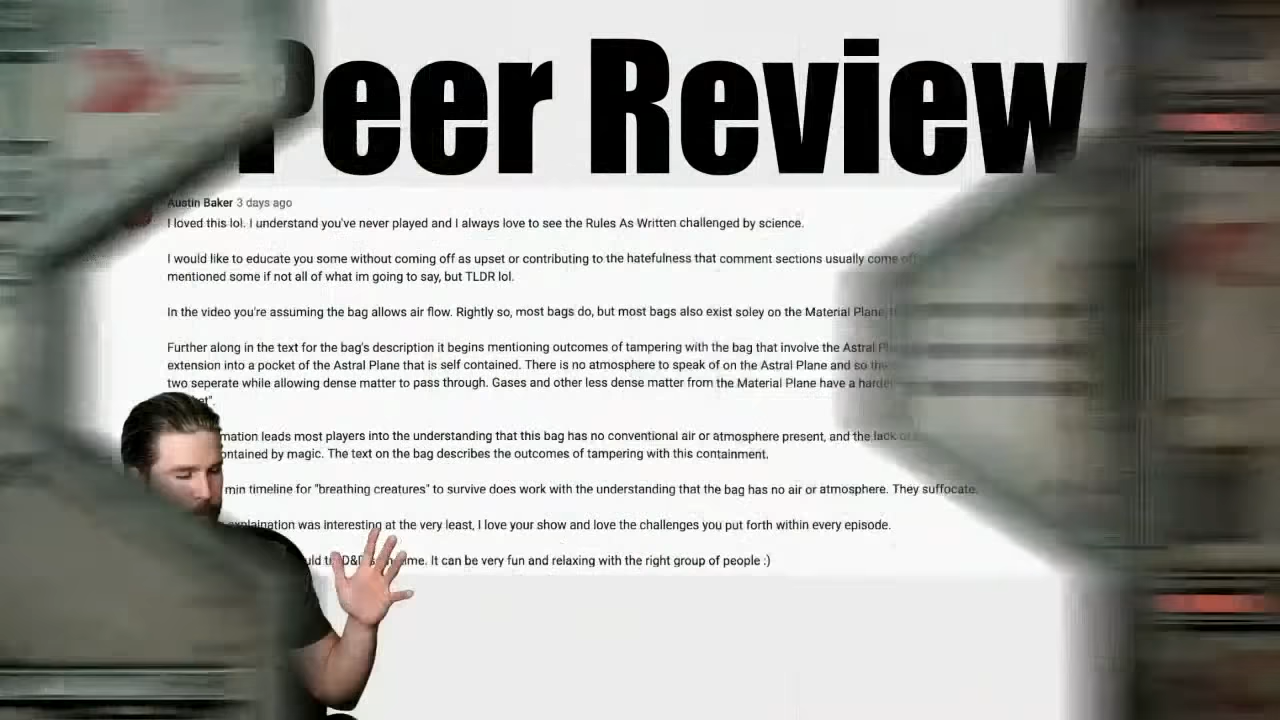 Peer Review
Austin Baker 3 days ago
I loved this lol. I understand you've never played and I always love to see the Rules As Written challenged by science.
I would like to educate you some without coming off as upset or contributing to the hatefulness that comment sections usually come
mentioned some if not all of what im going to say, but TLDR lol.
In the video you're assuming the bag allows air flow. Rightly so, most bags do, but most bags also exist soley on the Material Plane,
Further along in the text for the bag's description it begins mentioning outcomes of tampering with the bag that involve the Astral
extension into a pocket of the Astral Plane that is self contained. There is no atmosphere to speak of on the Astral Plane and so
two seperate while allowing dense matter to pass through. Gases and other less dense matter from the Material Plane have a harder
leads most players into the understanding that this bag has no conventional air or atmosphere present, and the lack
by magic. The text on the bag describes the outcomes of tampering with this containment.
min timeline for "breathing creatures" to survive does work with the understanding that the bag has no air or atmosphere. They suffocate.
explaination was interesting at the very least, I love your show and love the challenges you put forth within every episode.
D&D It can be very fun and relaxing with the right group of people :)